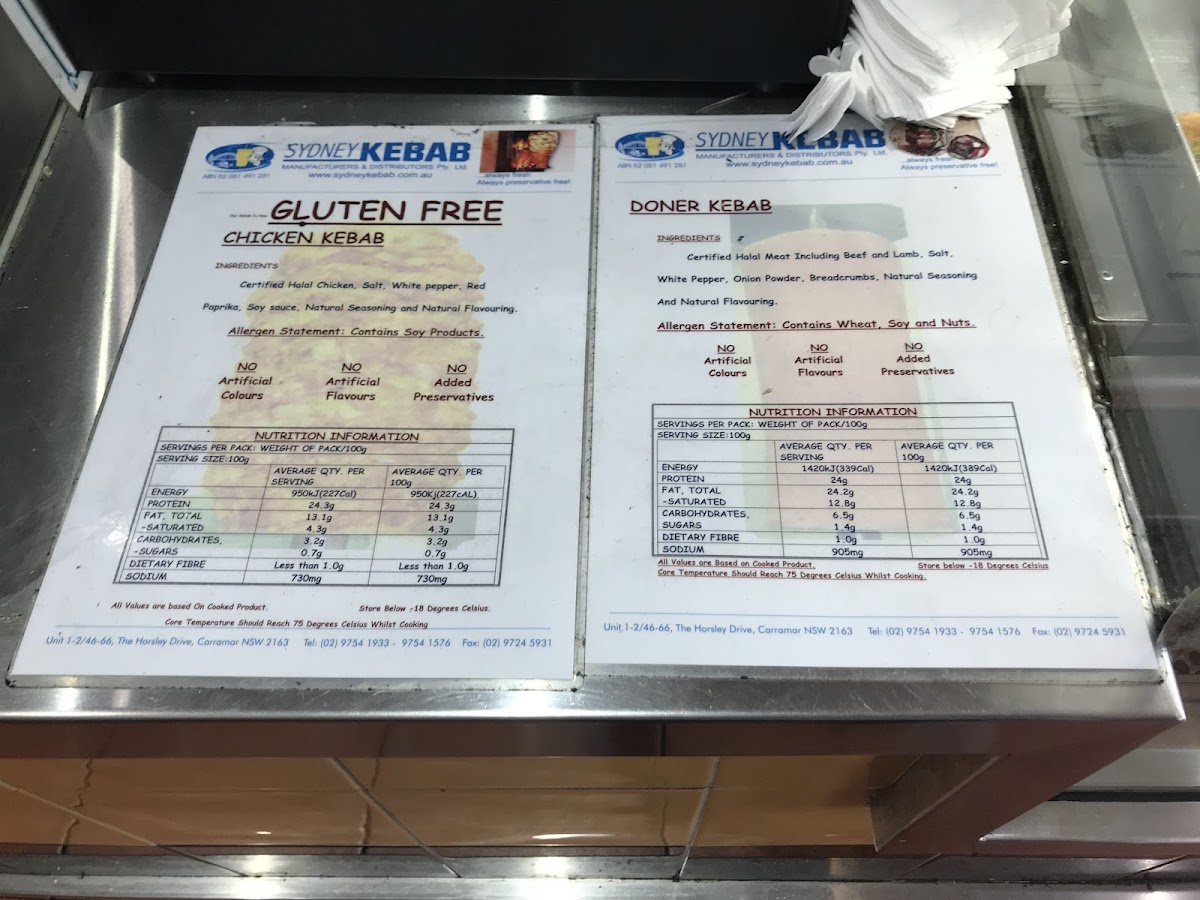 SYDNEY KEBAB
MANUFACTURERS & DISTRIBUTORS Pty. Ltd
ABN 52 051 491 251
www.sydneykebab.com.au
always fresh
Always preservative free!
GLUTEN FREE
CHICKEN KEBAB
INGREDIENTS
Certified Halal Chicken, Salt, White pepper, Red
Paprika, Soy sauce, Natural Seasoning and Natural Flavouring.
Allergen Statement: Contains Soy Products.
NO NO NO
Artificial Artificial Added
Colours Flavours Preservatives
NUTRITION INFORMATION
SERVINGS PER PACK: WEIGHT OF PACK/100g
SERVING SIZE:100g
AVERAGE QTY. PER SERVING AVERAGE QTY. PER 100g
ENERGY 950kJ(227Cal) 950Kj(227cAL)
PROTEIN 24.3g 24.3g
FAT, TOTAL 13.1g 13.1g
-SATURATED 4.3g 4.3g
CARBOHYDRATES, 3.2g 3.2g
-SUGARS 0.7g 0.7g
DIETARY FIBRE Less than 1.0g Less than 1.0g
SODIUM 730mg 730mg
All Values are based On Cooked Product. Store Below -18 Degrees Celsius.
Core Temperature Should Reach 75 Degrees Celsius Whilst Cooking
Unit 1-2/46-66, The Horsley Drive, Carramar NSW 2163 Tel: (02) 9754 1933 - 9754 1576 Fax: (02) 9724 5931
SYDNEY KEBAB
MANUFACTURERS & DISTRIBUTORS Pty. Ltd.
ABN 52 051 491 251
www.sydneykebab.com.au
...always fresh
Always preservative free!
DONER KEBAB
INGREDIENTS
Certified Halal Meat Including Beef and Lamb, Salt,
White Pepper, Onion Powder, Breadcrumbs, Natural Seasoning
And Natural Flavouring.
Allergen Statement: Contains Wheat, Soy and Nuts.
NO NO NO
Artificial Artificial Added
Colours Flavours Preservatives
NUTRITION INFORMATION
SERVINGS PER PACK: WEIGHT OF PACK/100g
SERVING SIZE:100g
AVERAGE QTY. PER SERVING AVERAGE QTY. PER 100g
ENERGY 1420kJ(339Cal) 1420kJ(339Cal)
PROTEIN 24g 24g
FAT, TOTAL 24.2g 24.2g
-SATURATED 12.8g 12.8g
CARBOHYDRATES, 6.5g 6.5g
SUGARS 1.4g 1.4g
DIETARY FIBRE 1.0g 1.0g
SODIUM 905mg 905mg
All Values are Based on Cooked Product. Store below -18 Degrees Celsius
Core Temperature Should Reach 75 Degrees Celsius Whilst Cooking.
Unit 1-2/46-66, The Horsley Drive, Carramar NSW 2163 Tel: (02) 9754 1933 - 9754 1576 Fax: (02) 9724 5931